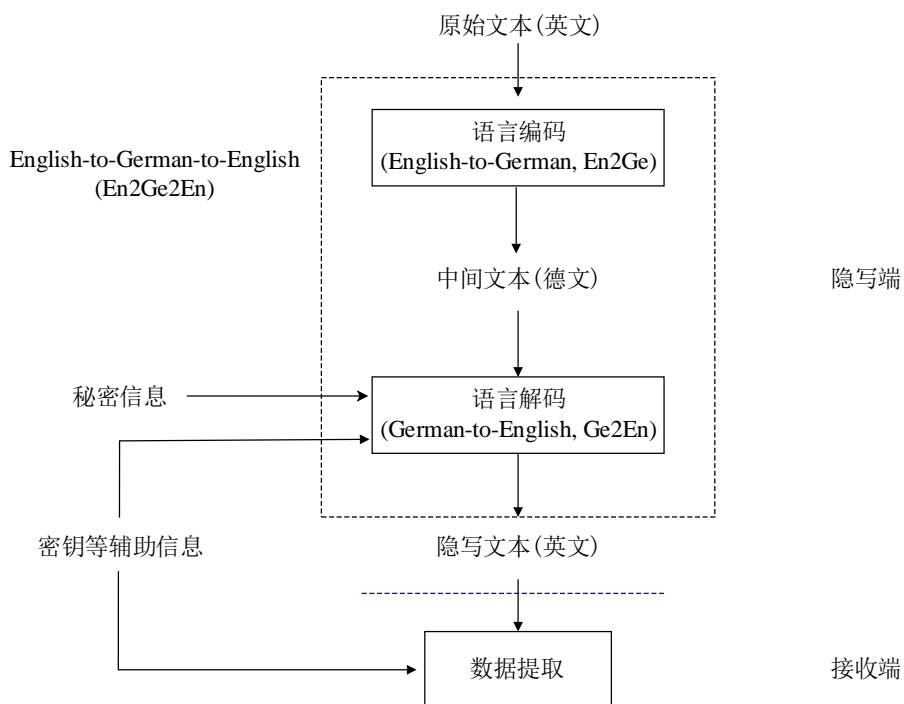 原始文本(英文)
语言编码
(English-to-German, En2Ge)
English-to-German-to-English
(En2Ge2En)
中间文本(德文)
隐写端
秘密信息
语言解码
(German-to-English, Ge2En)
密钥等辅助信息
隐写文本(英文)
数据提取
接收端